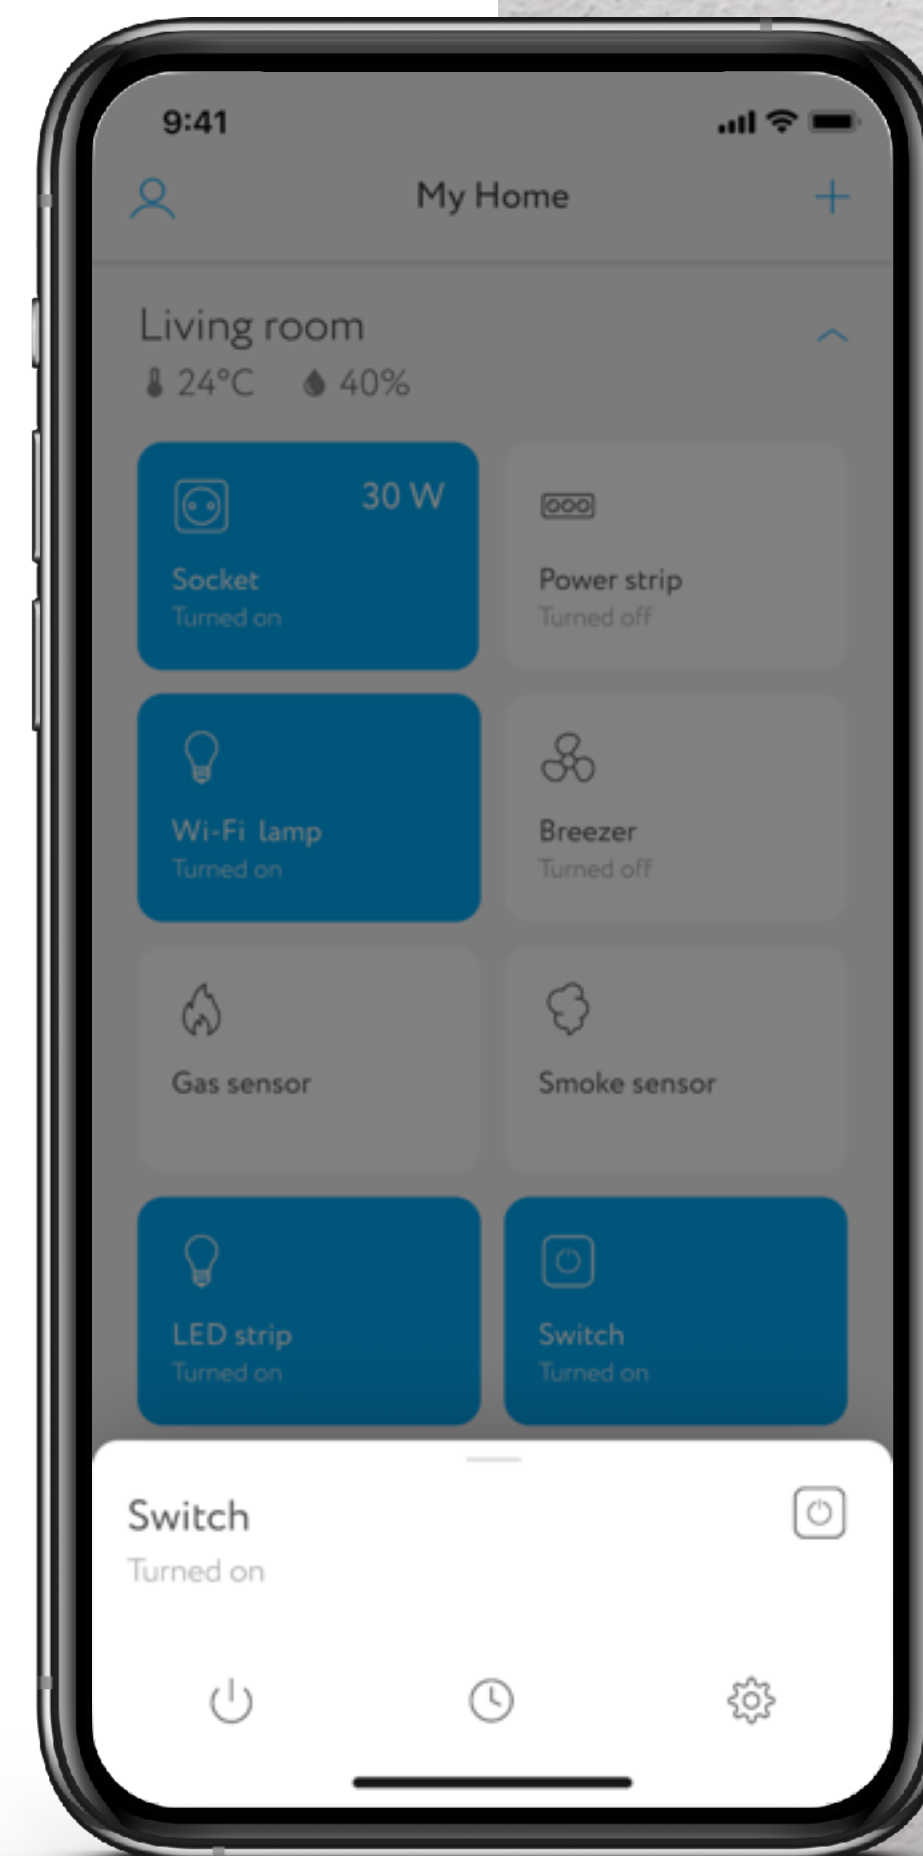 9:41
My Home
Living room
24°C 40%
30 W
Socket
Turned on
Power strip
Turned off
Wi-Fi lamp
Turned on
Breezer
Turned off
Gas sensor
Smoke sensor
LED strip
Turned on
Switch
Turned on
Switch
Turned on